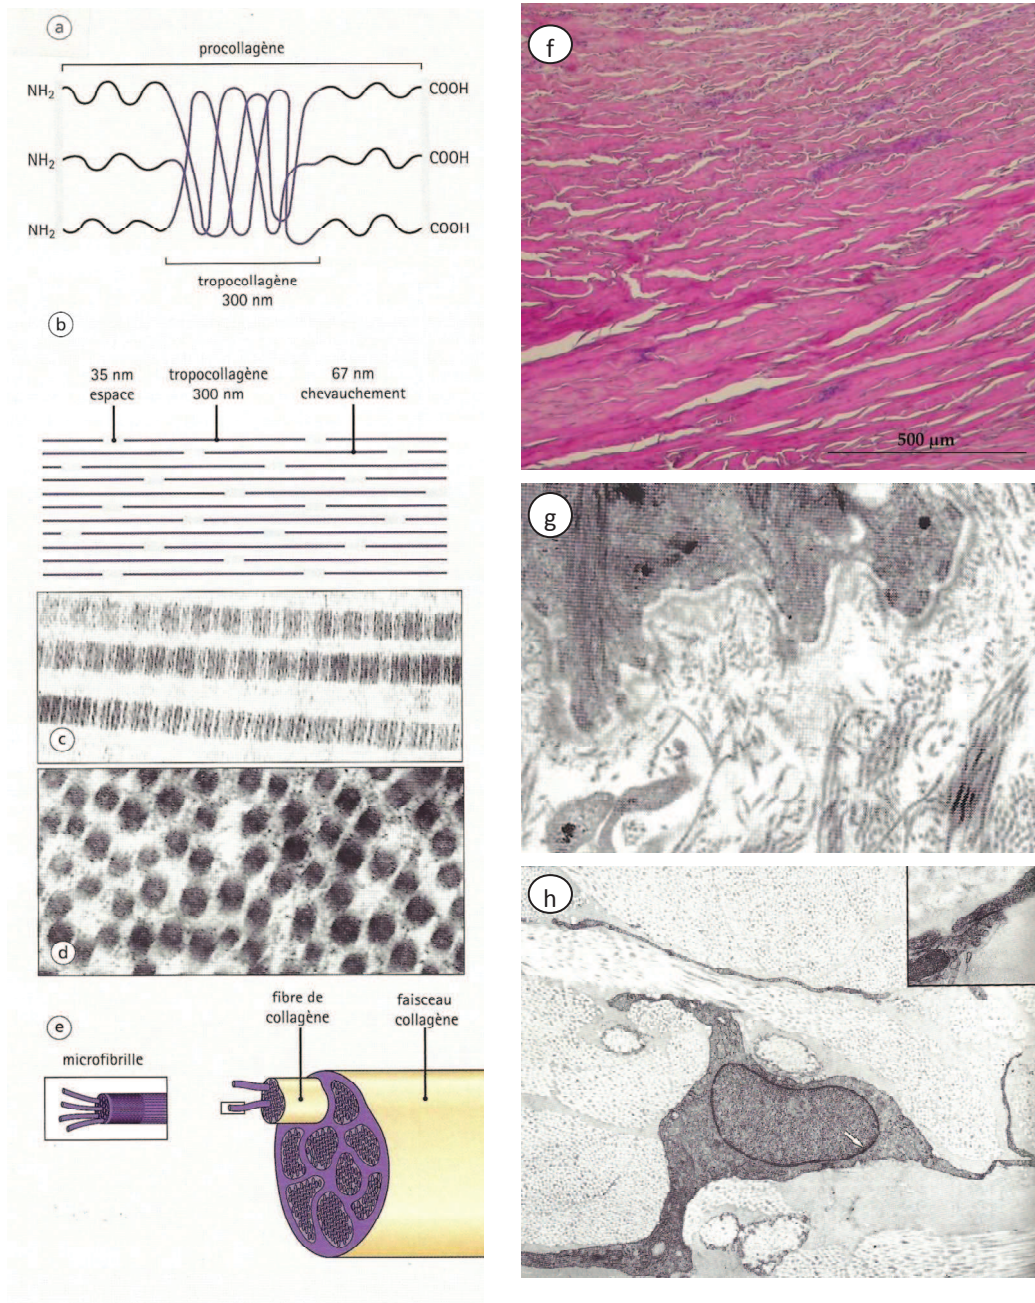 a
procollagène
NH₂ COOH
NH₂ COOH
NH₂ COOH
tropocollagène
300 nm
b
35 nm tropocollagène 67 nm
espace 300 nm chevauchement
c
d
e
fibre de faisceau
collagène collagène
microfibrille
f
500 µm
g
h